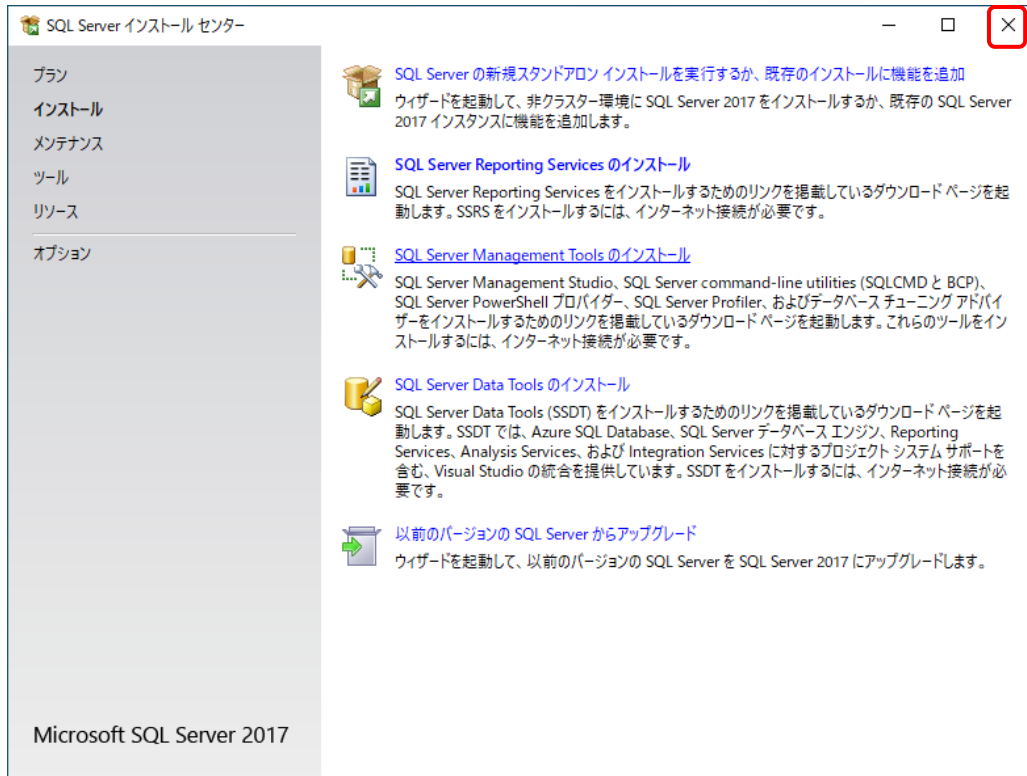 SQL Server インストール センター
プラン
インストール
メンテナンス
ツール
リソース
オプション
SQL Server の新規スタンドアロン インストールを実行するか、既存のインストールに機能を追加
ウィザードを起動して、非クラスター環境に SQL Server 2017 をインストールするか、既存の SQL Server
2017 インスタンスに機能を追加します。
SQL Server Reporting Services のインストール
SQL Server Reporting Services をインストールするためのリンクを掲載しているダウンロード ページを起
動します。SSRS をインストールするには、インターネット接続が必要です。
SQL Server Management Tools のインストール
SQL Server Management Studio、SQL Server command-line utilities (SQLCMD と BCP)、
SQL Server PowerShell プロバイダー、SQL Server Profiler、およびデータベース チューニング アドバイ
ザーをインストールするためのリンクを掲載しているダウンロード ページを起動します。これらのツールをイン
ストールするには、インターネット接続が必要です。
SQL Server Data Tools のインストール
SQL Server Data Tools (SSDT) をインストールするためのリンクを掲載しているダウンロード ページを起
動します。SSDT では、Azure SQL Database、SQL Server データベース エンジン、Reporting
Services、Analysis Services、および Integration Services に対するプロジェクト システム サポートを
含む、Visual Studio の統合を提供しています。SSDT をインストールするには、インターネット接続が必
要です。
以前のバージョンの SQL Server からアップグレード
ウィザードを起動して、以前のバージョンの SQL Server を SQL Server 2017 にアップグレードします。
Microsoft SQL Server 2017